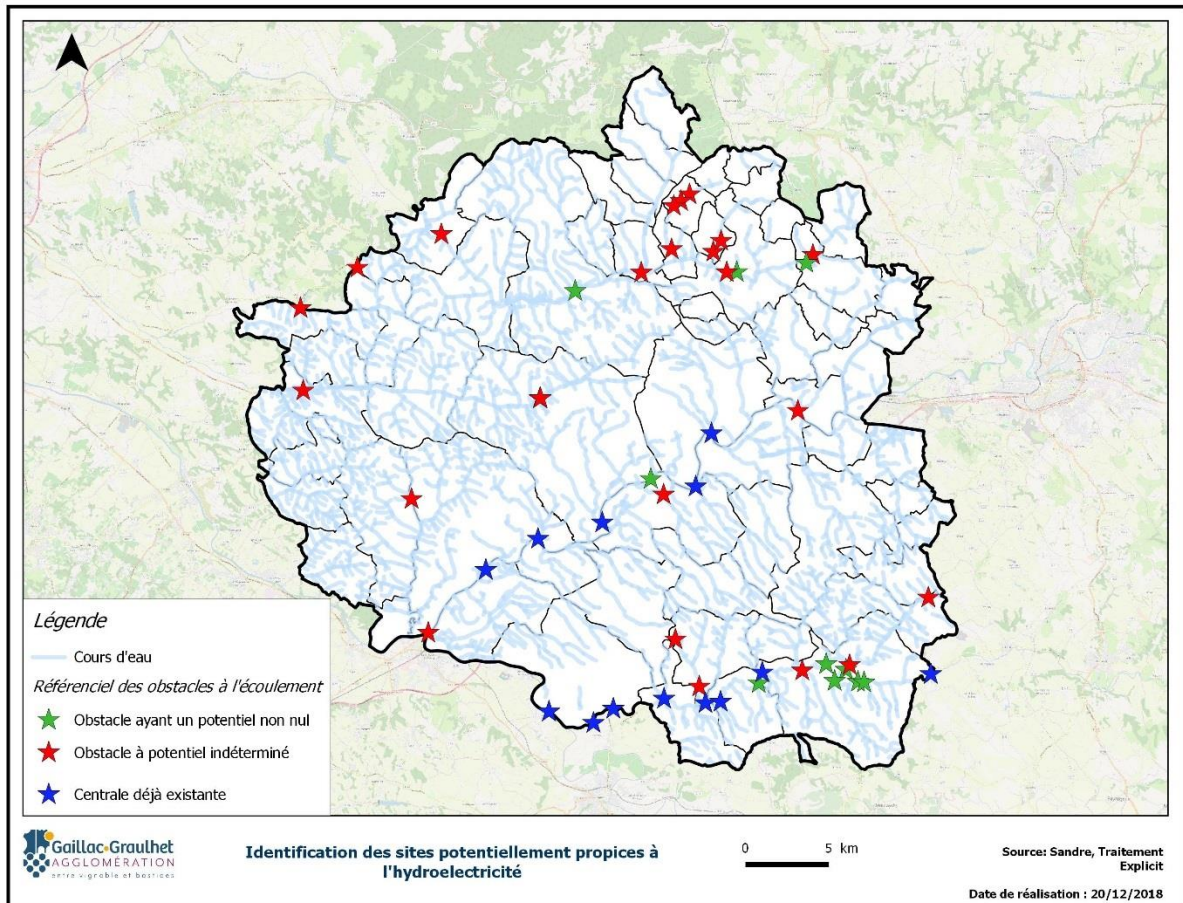 Légende
Cours d'eau
Référenciel des obstacles à l'écoulement
Obstacle ayant un potentiel non nul
Obstacle à potentiel indéterminé
Centrale déjà existante
Gaillac•Graulhet
AGGLOMÉRATION
entre vignoble et bastides
Identification des sites potentiellement propices à
l'hydroelectricité
0 5 km
Source: Sandre, Traitement
Explicit
Date de réalisation : 20/12/2018